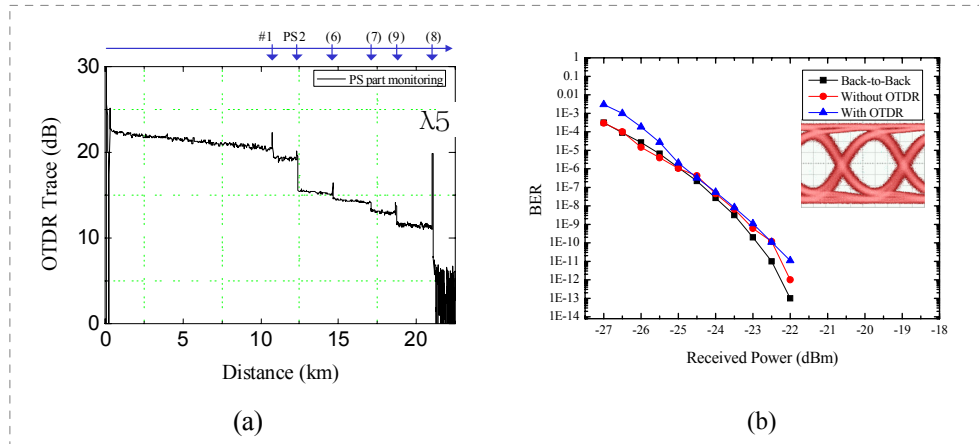 #1 PS2 (6) (7) (9) (8)
PS part monitoring
λ5
30
20
10
0
OTDR Trace (dB)
0 5 10 15 20
Distance (km)
(a)
1
0.1
0.01
1E-3
1E-4
1E-5
1E-6
1E-7
1E-8
1E-9
1E-10
1E-11
1E-12
1E-13
1E-14
BER
Back-to-Back
Without OTDR
With OTDR
-27 -26 -25 -24 -23 -22 -21 -20 -19 -18
Received Power (dBm)
(b)